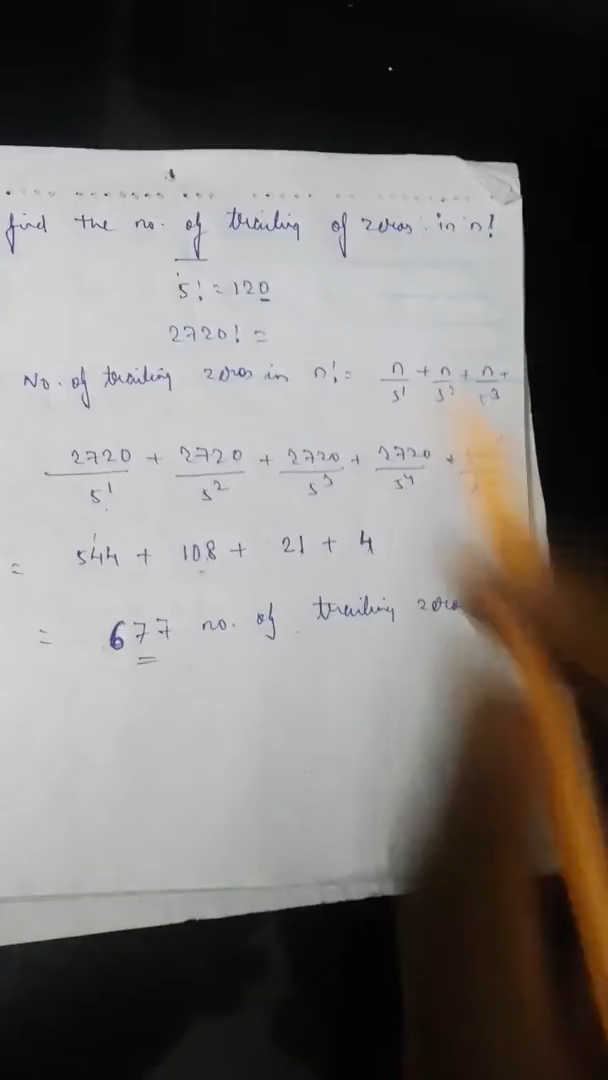 find the no. of trailing of zeros in n!
5! = 120
2720! =
No. of trailing zeros in n! = n/5¹ + n/5² + n/5³ +
2720/5¹ + 2720/5² + 2720/5³ + 2720/5⁴ +
= 544 + 108 + 21 + 4
= 677 no. of trailing zero